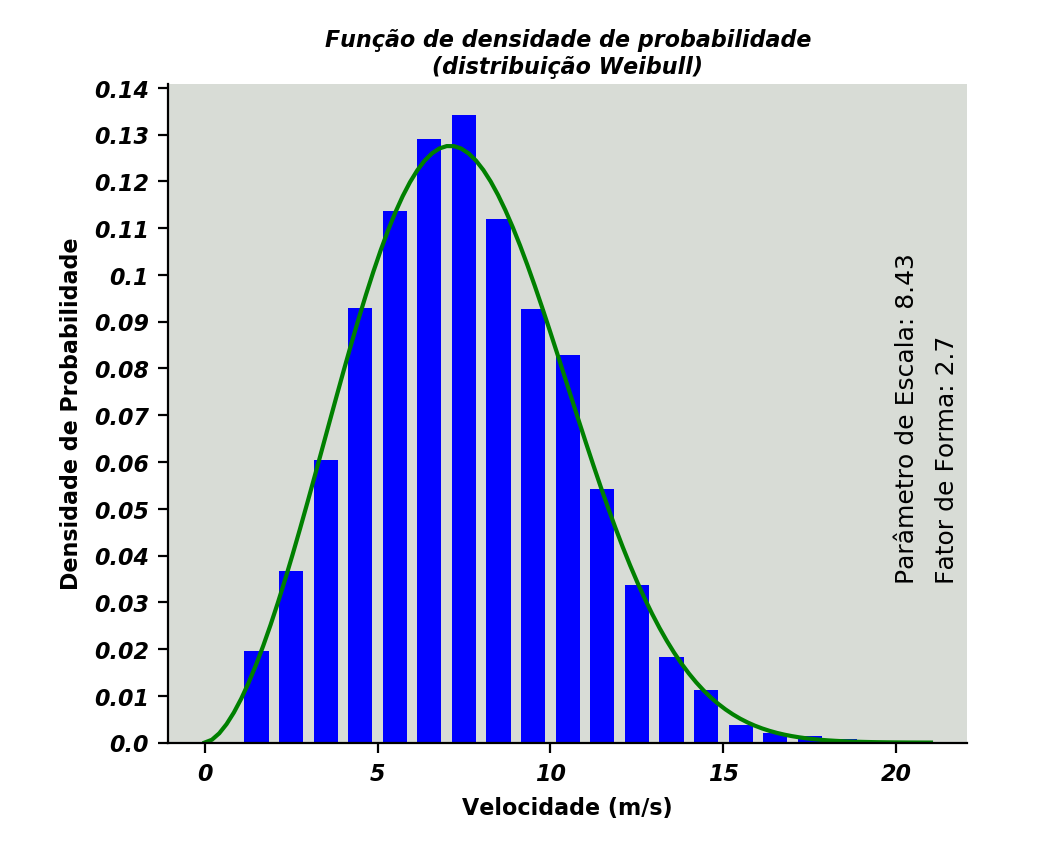 Função de densidade de probabilidade
(distribuição Weibull)
0.14
0.13
0.12
0.11
0.1
0.09
0.08
0.07
0.06
0.05
0.04
0.03
0.02
0.01
0.0
Densidade de Probabilidade
Parâmetro de Escala: 8.43
Fator de Forma: 2.7
0 5 10 15 20
Velocidade (m/s)